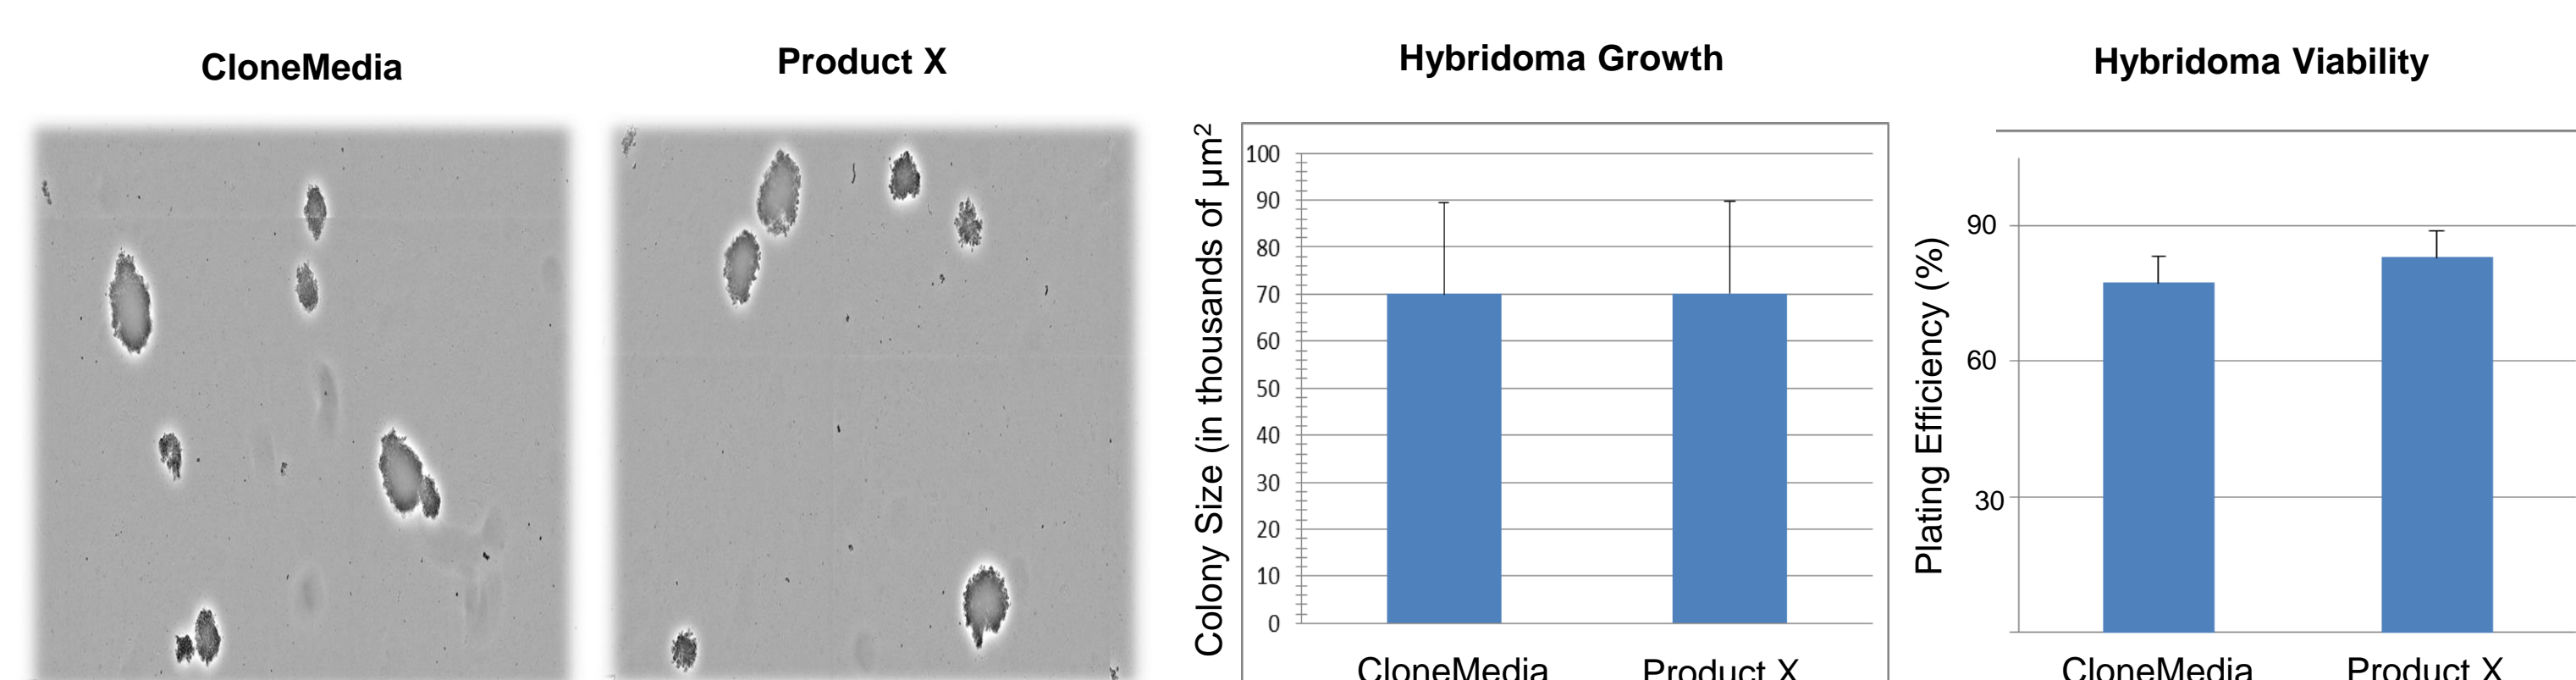 CloneMedia
Product X
Hybridoma Growth
Hybridoma Viability
Colony Size (in thousands of µm²
100
90
80
70
60
50
40
30
20
10
0
CloneMedia
Product X
Plating Efficiency (%)
90
60
30
CloneMedia
Product X